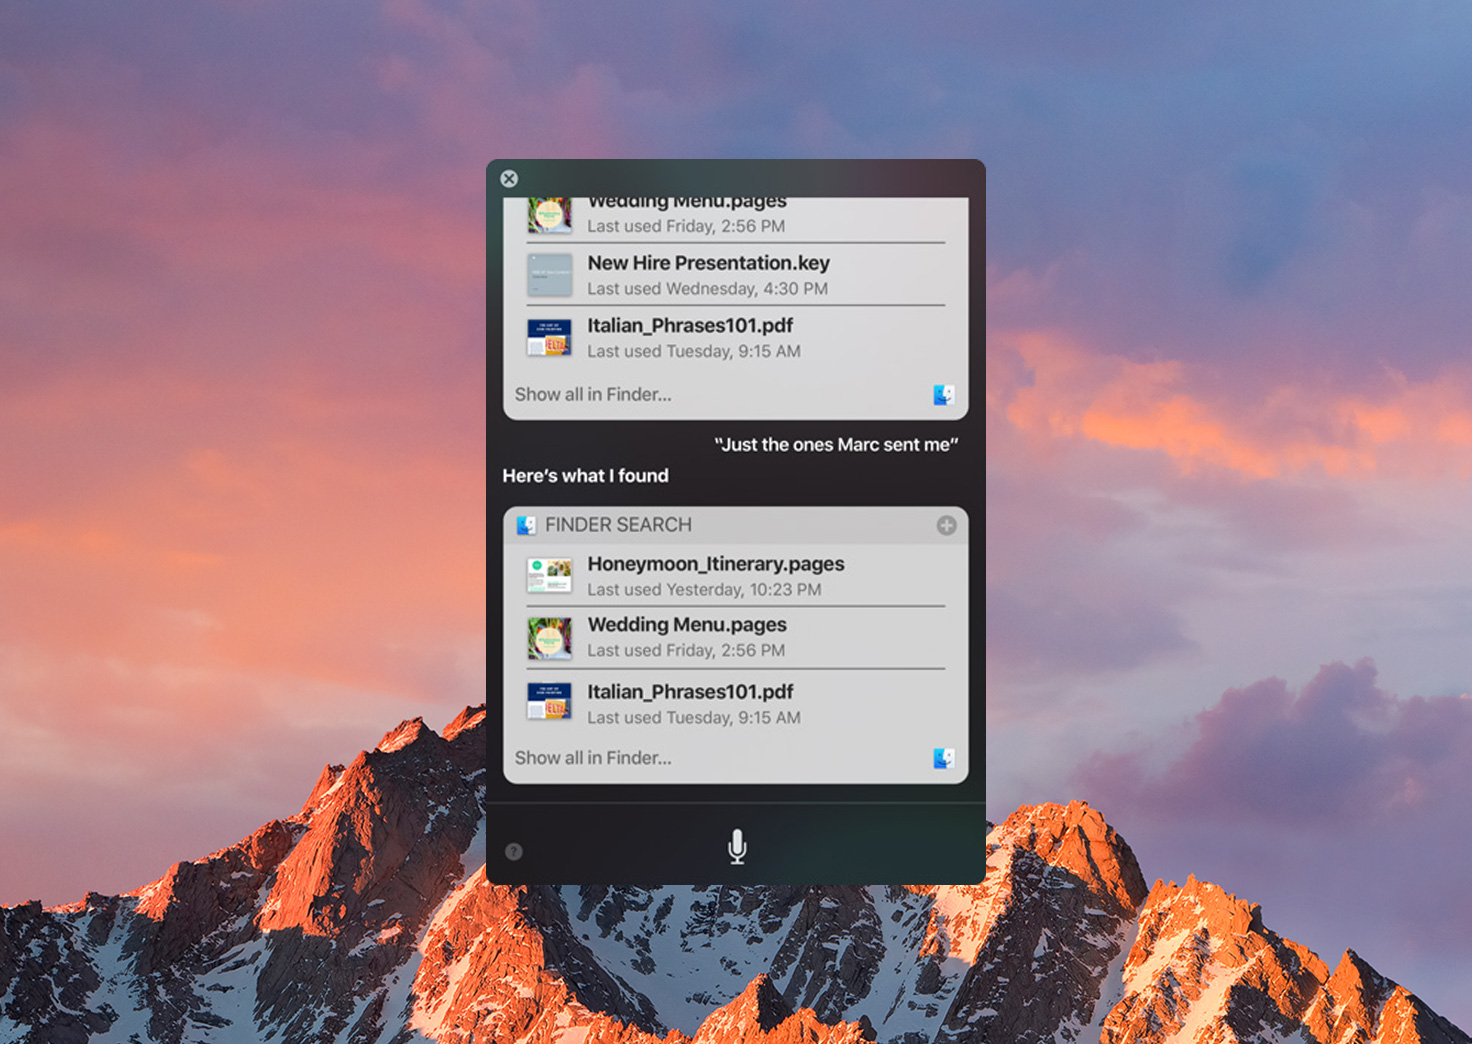 Wedding Menu.pages
Last used Friday, 2:56 PM
New Hire Presentation.key
Last used Wednesday, 4:30 PM
Italian_Phrases101.pdf
Last used Tuesday, 9:15 AM
Show all in Finder...
“Just the ones Marc sent me”
Here’s what I found
FINDER SEARCH
Honeymoon_Itinerary.pages
Last used Yesterday, 10:23 PM
Wedding Menu.pages
Last used Friday, 2:56 PM
Italian_Phrases101.pdf
Last used Tuesday, 9:15 AM
Show all in Finder...
?